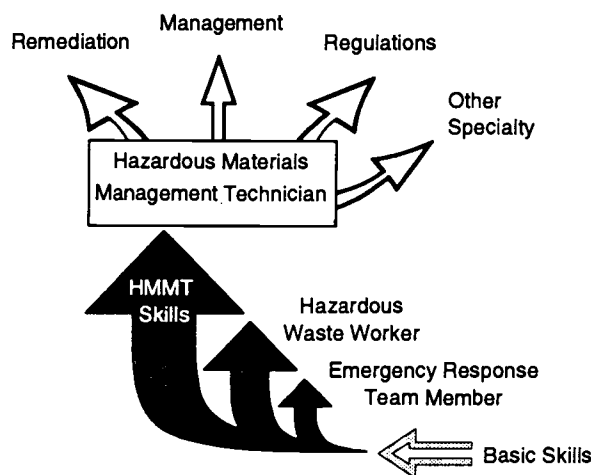 Management
Remediation
Regulations
Other
Specialty
Hazardous Materials
Management Technician
HMMT
Skills
Hazardous
Waste Worker
Emergency Response
Team Member
Basic Skills